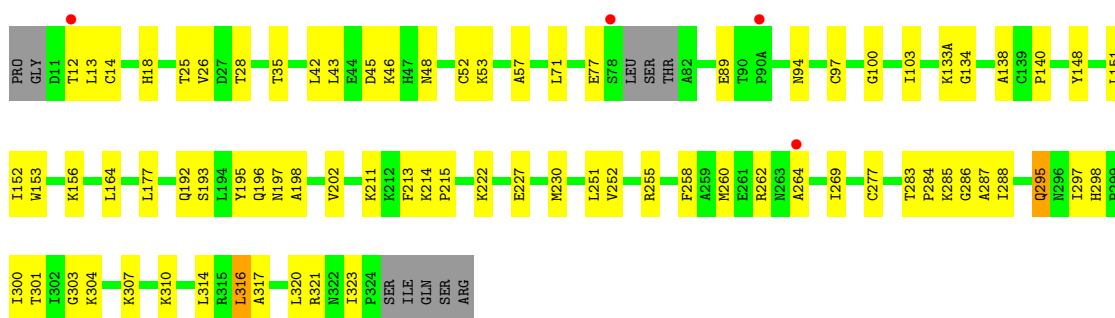 PRO GLY D11 T12 L13 C14 H18 T25 V26 D27 T28 T35 L42 L43 E44 D45 K46 H47 N48 C52 K53 A57 L71 E77 S78 LEU SER THR A82 E89 T90 P90A N94 C97 G100 I103 K133A G134 A138 C139 P140 Y148
I152 W153 K156 L164 L177 Q192 S193 L194 Y195 Q196 N197 A198 V202 K211 K212 F213 K214 P215 K222 E227 M230 L251 V252 R255 F258 A259 M260 E261 R262 N263 A264 I269 C277 T283 P284 K285 G286 A287 I288 Q295 N296 I297 H298
I300 T301 I302 G303 K304 K307 K310 L314 R315 L316 A317 L320 R321 N322 I323 P324 SER ILE GLN SER ARG